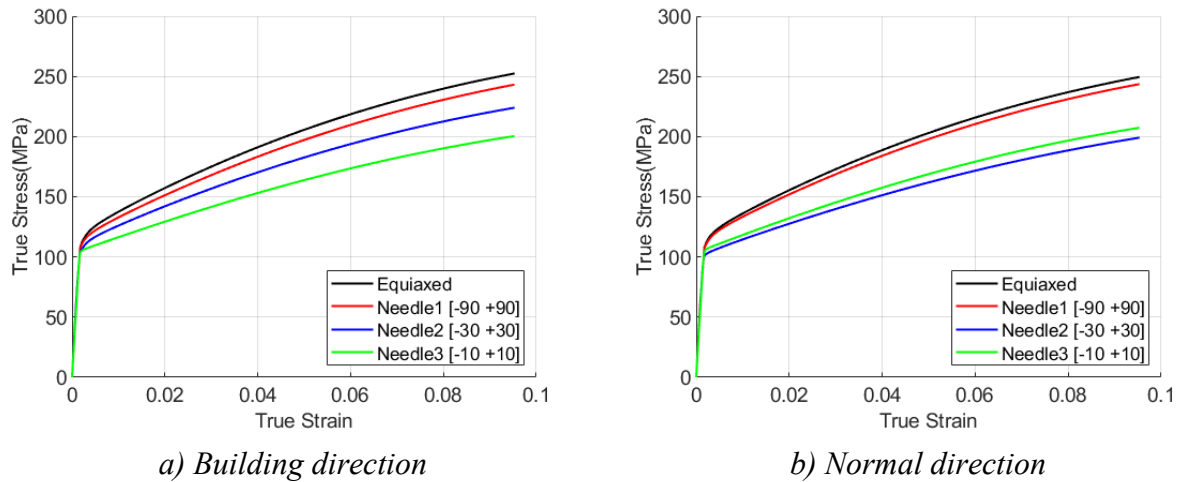 300
250
200
150
100
50
0
True Stress(MPa)
0 0.02 0.04 0.06 0.08 0.1
True Strain
Equiaxed
Needle1 [-90 +90]
Needle2 [-30 +30]
Needle3 [-10 +10]
a) Building direction
300
250
200
150
100
50
0
True Stress(MPa)
0 0.02 0.04 0.06 0.08 0.1
True Strain
Equiaxed
Needle1 [-90 +90]
Needle2 [-30 +30]
Needle3 [-10 +10]
b) Normal direction